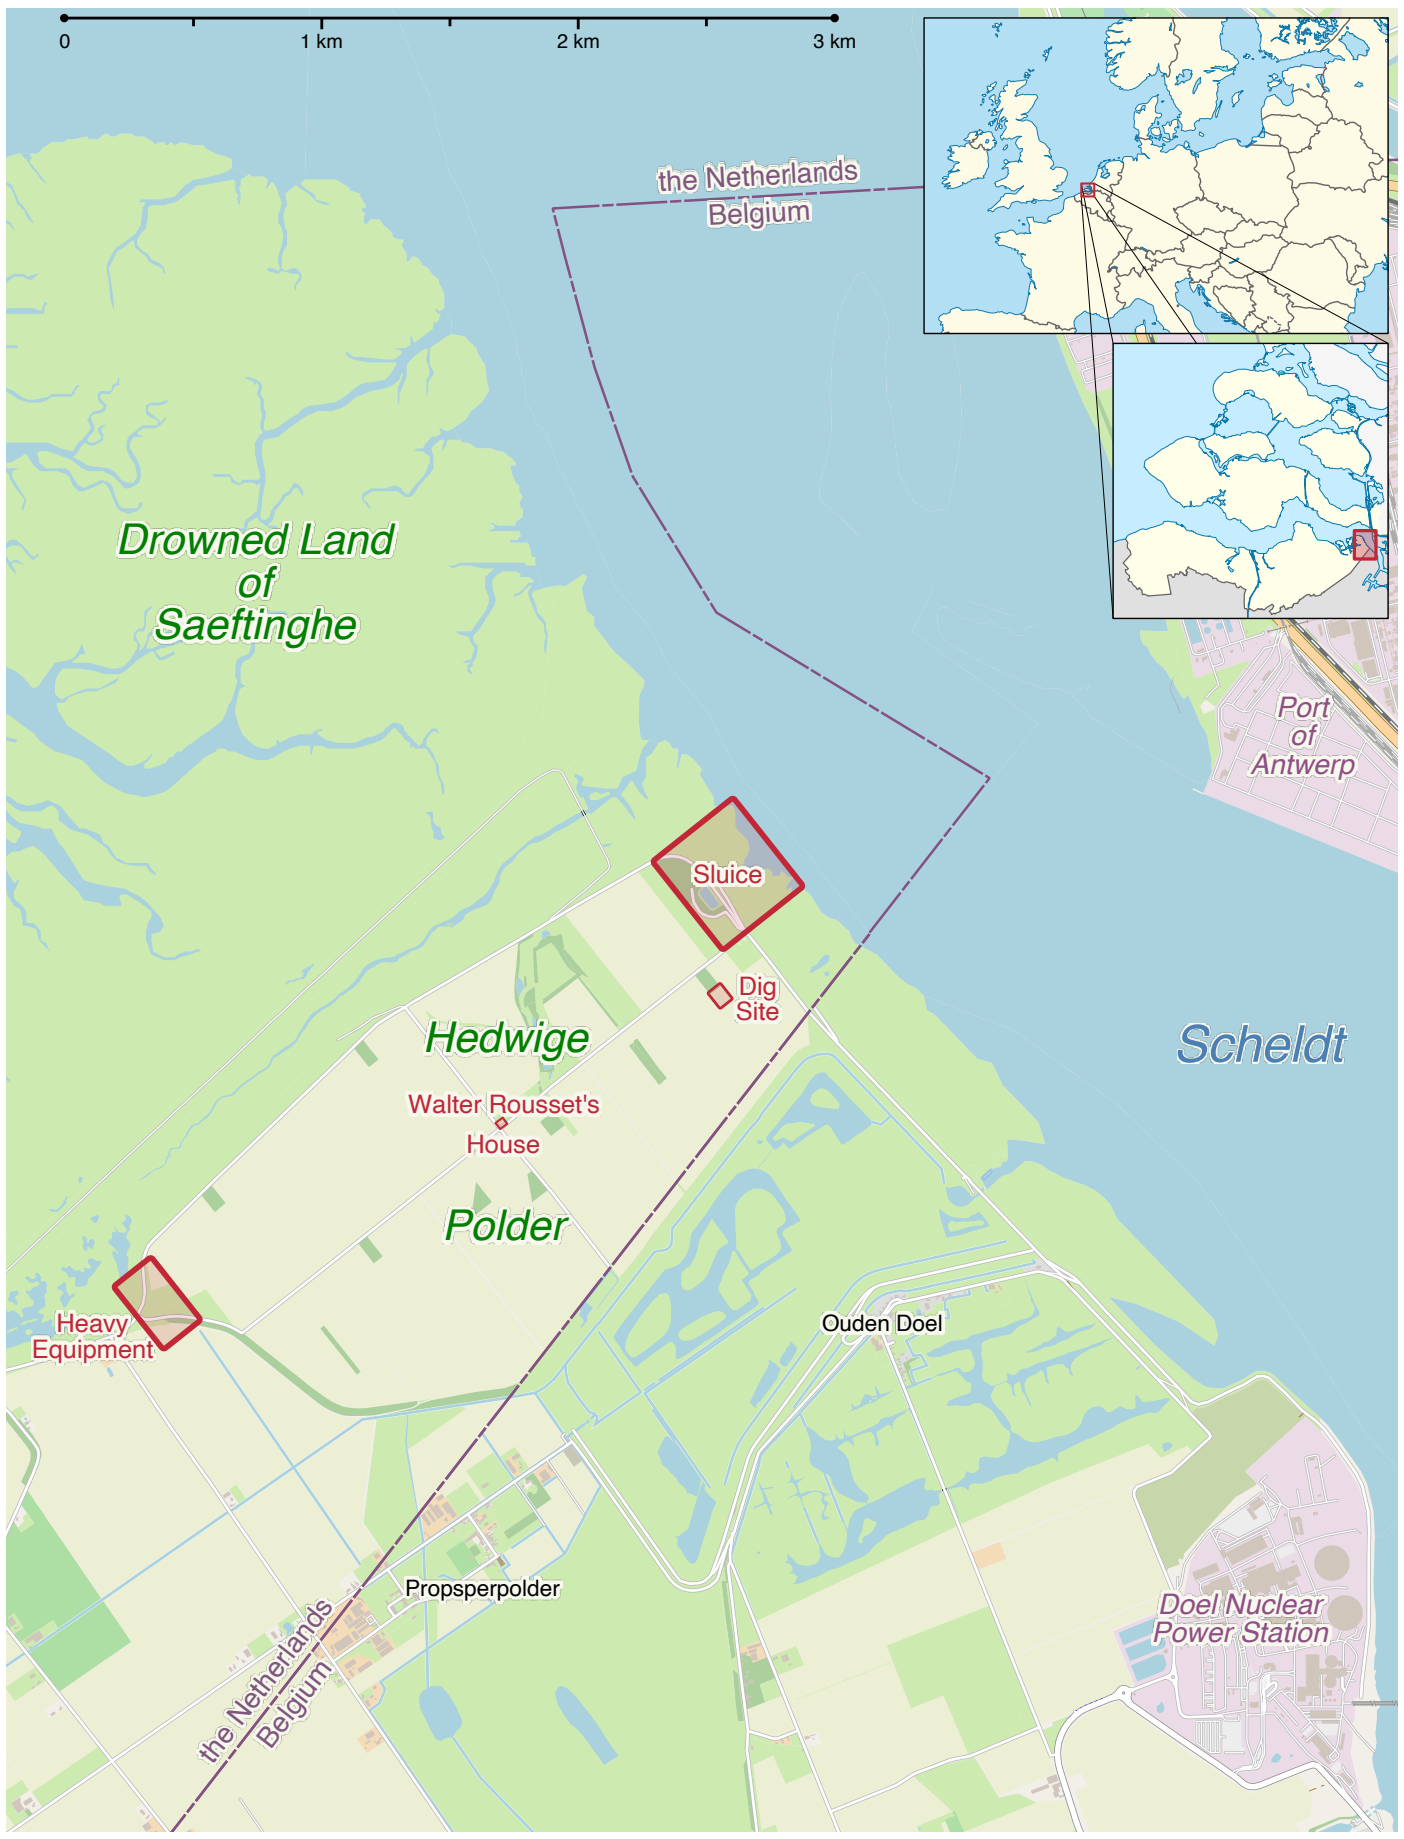 0
1 km
2 km
3 km
the Netherlands
Belgium
Drowned Land
of
Saeftinghe
Port
of
Antwerp
Sluice
Dig
Site
Hedwige
Scheldt
Walter Rousset's
House
Polder
Heavy
Equipment
Ouden Doel
Propsperpolder
Doel Nuclear
Power Station
the Netherlands
Belgium